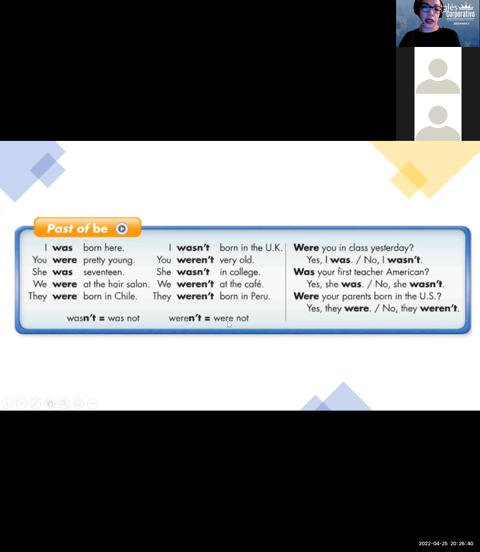 Inglés
Corporativo
Past of be
I was born here.
You were pretty young.
She was seventeen.
We were at the hair salon.
They were born in Chile.
wasn't = was not
I wasn't born in the U.K.
You weren't very old.
She wasn't in college.
We weren't at the café.
They weren't born in Peru.
weren't = were not
Were you in class yesterday?
Yes, I was. / No, I wasn't.
Was your first teacher American?
Yes, she was. / No, she wasn't.
Were your parents born in the U.S.?
Yes, they were. / No, they weren't.
2022-04-25 20:26:40